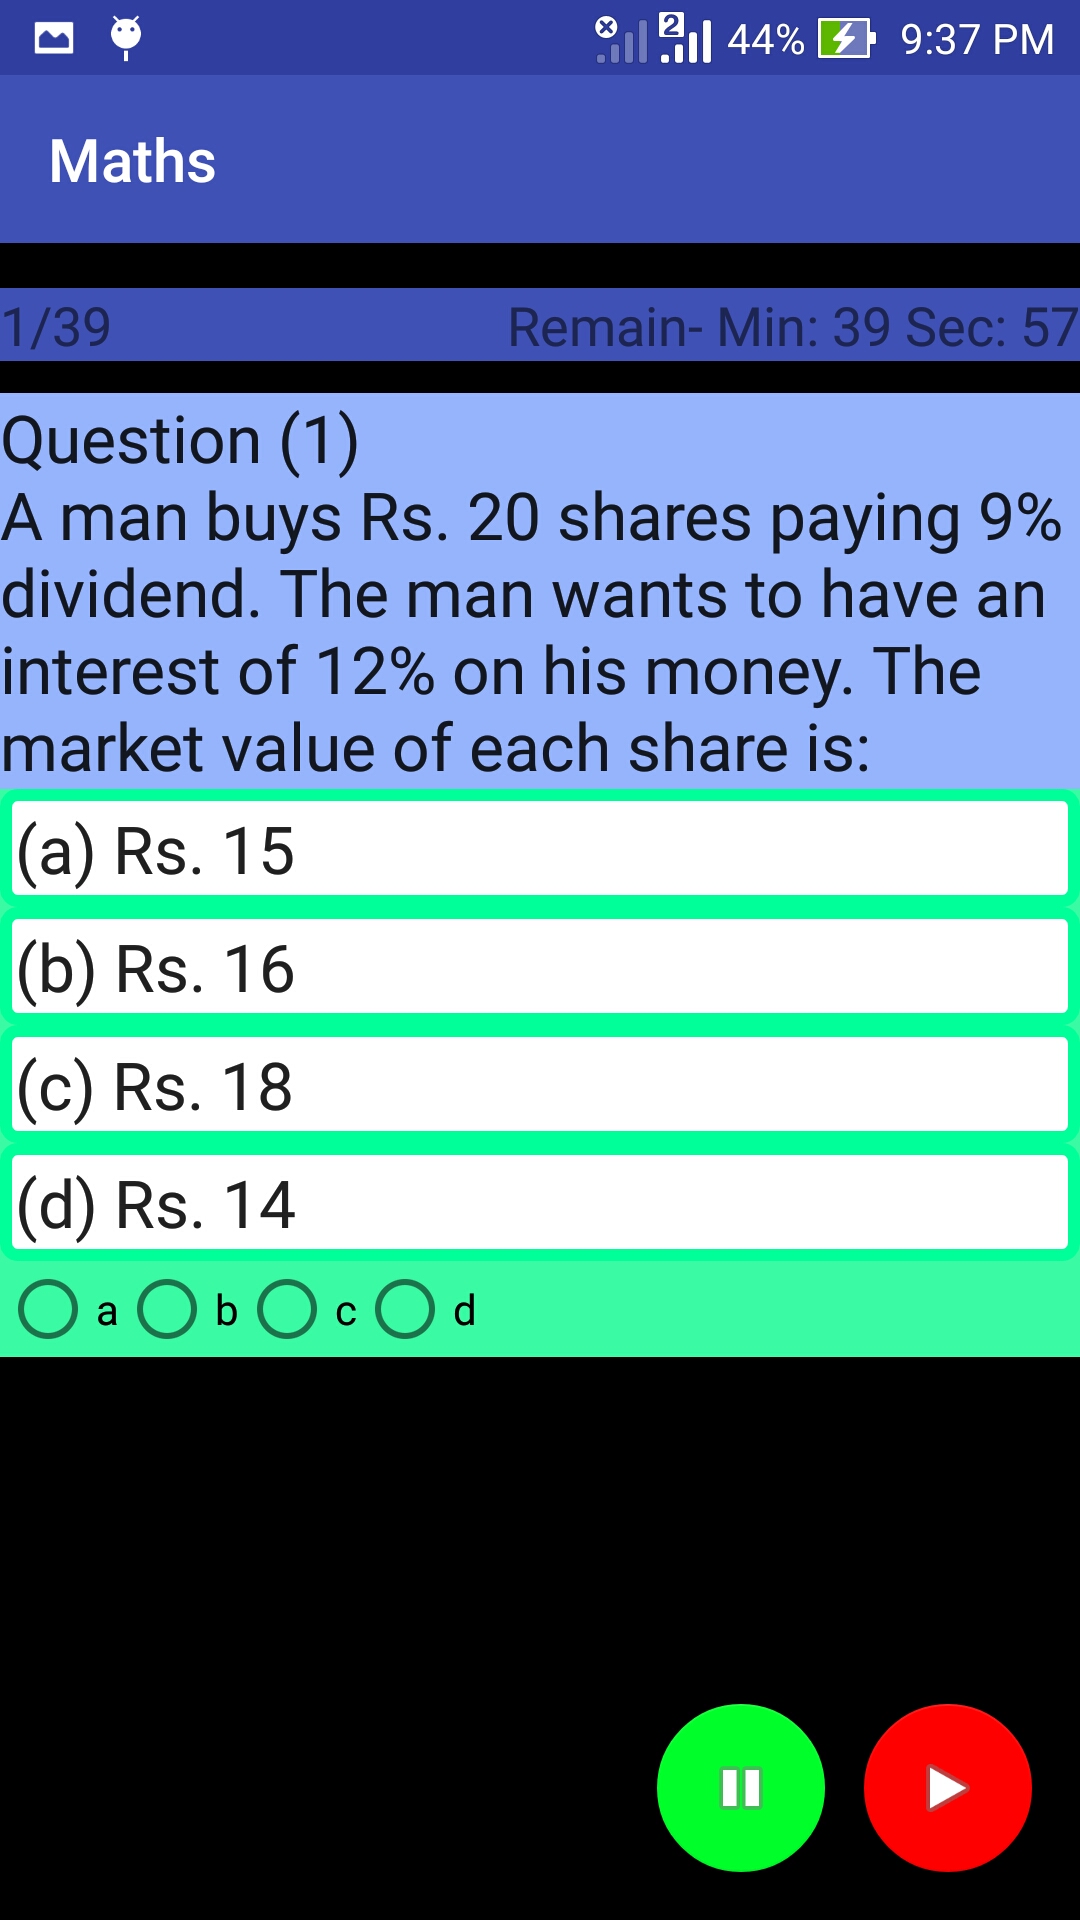 2 44% 9:37 PM
Maths
1/39 Remain- Min: 39 Sec: 57
Question (1)
A man buys Rs. 20 shares paying 9%
dividend. The man wants to have an
interest of 12% on his money. The
market value of each share is:
(a) Rs. 15
(b) Rs. 16
(c) Rs. 18
(d) Rs. 14
a b c d